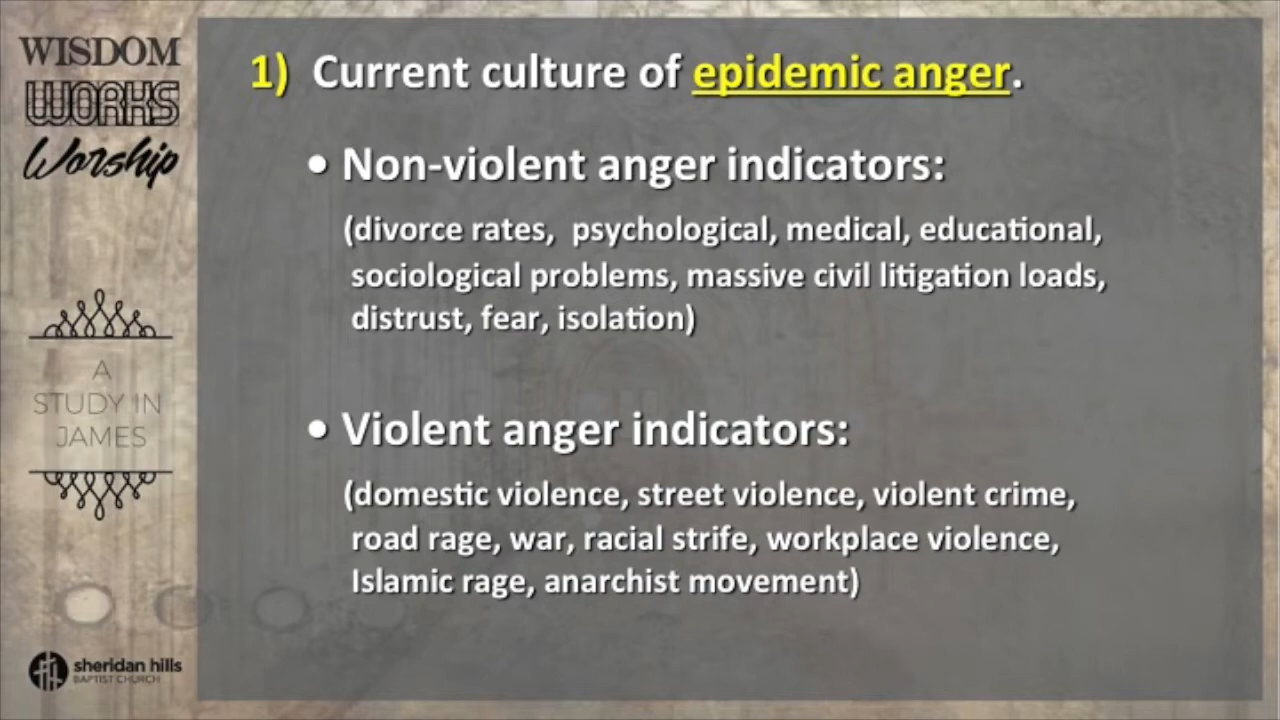 WISDOM
WORKS
Worship
A
STUDY IN
JAMES
sheridan hills
BAPTIST CHURCH
1) Current culture of epidemic anger.
• Non-violent anger indicators:
(divorce rates, psychological, medical, educational,
sociological problems, massive civil litigation loads,
distrust, fear, isolation)
• Violent anger indicators:
(domestic violence, street violence, violent crime,
road rage, war, racial strife, workplace violence,
Islamic rage, anarchist movement)